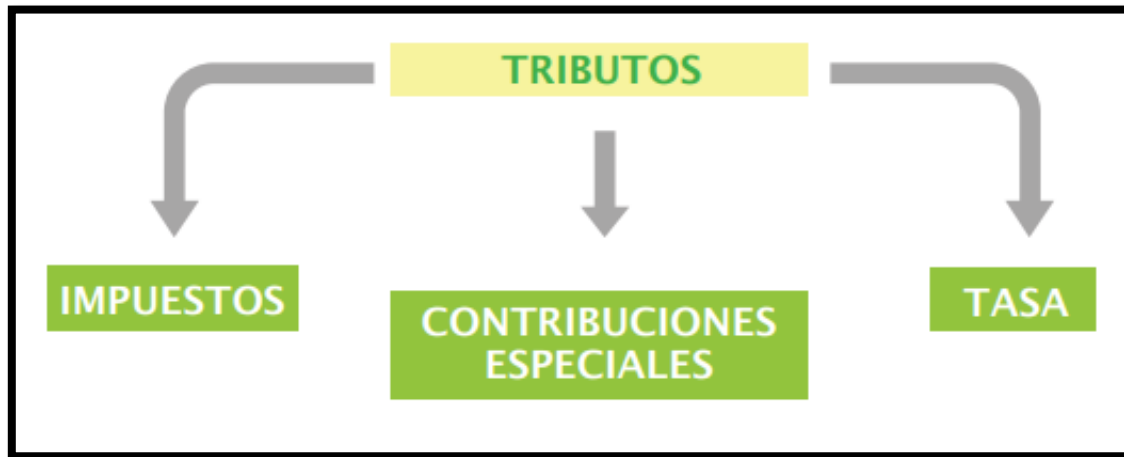 TRIBUTOS
IMPUESTOS
CONTRIBUCIONES
ESPECIALES
TASA